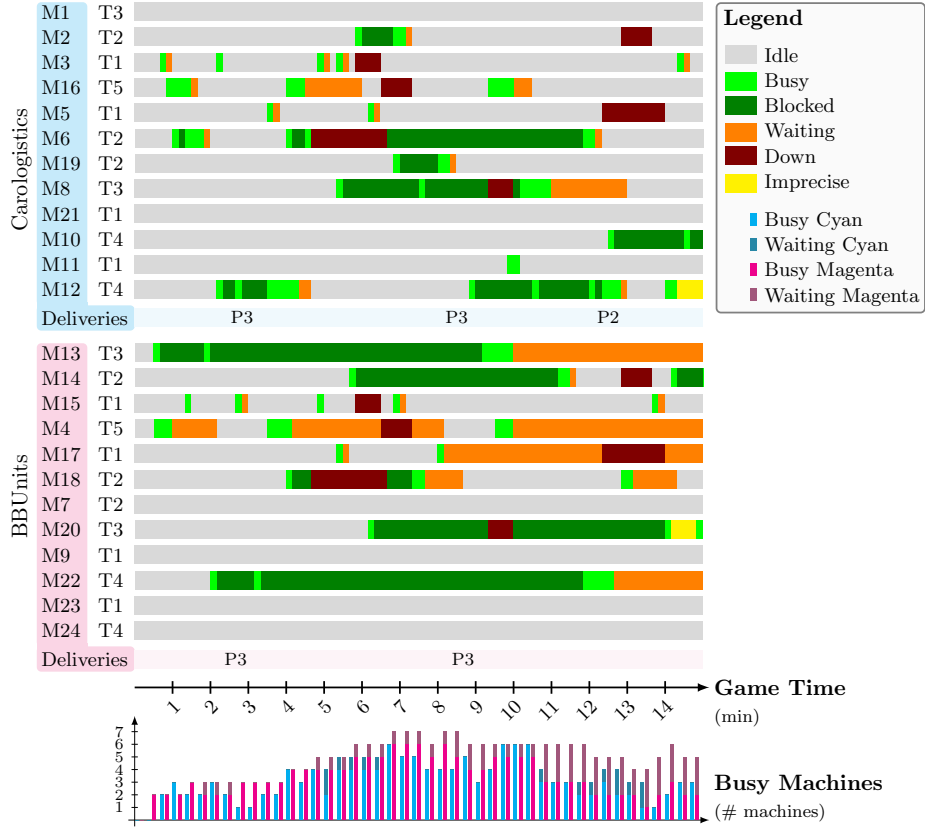 M1 T3
M2 T2
M3 T1
M16 T5
M5 T1
M6 T2
M19 T2
M8 T3
M21 T1
M10 T4
M11 T1
M12 T4
Deliveries P3 P3 P2
Carologistics
M13 T3
M14 T2
M15 T1
M4 T5
M17 T1
M18 T2
M7 T2
M20 T3
M9 T1
M22 T4
M23 T1
M24 T4
Deliveries P3 P3
BBUnits
Legend
Idle
Busy
Blocked
Waiting
Down
Imprecise
Busy Cyan
Waiting Cyan
Busy Magenta
Waiting Magenta
1 2 3 4 5 6 7 8 9 10 11 12 13 14
Game Time
(min)
7
6
5
4
3
2
1
Busy Machines
(# machines)